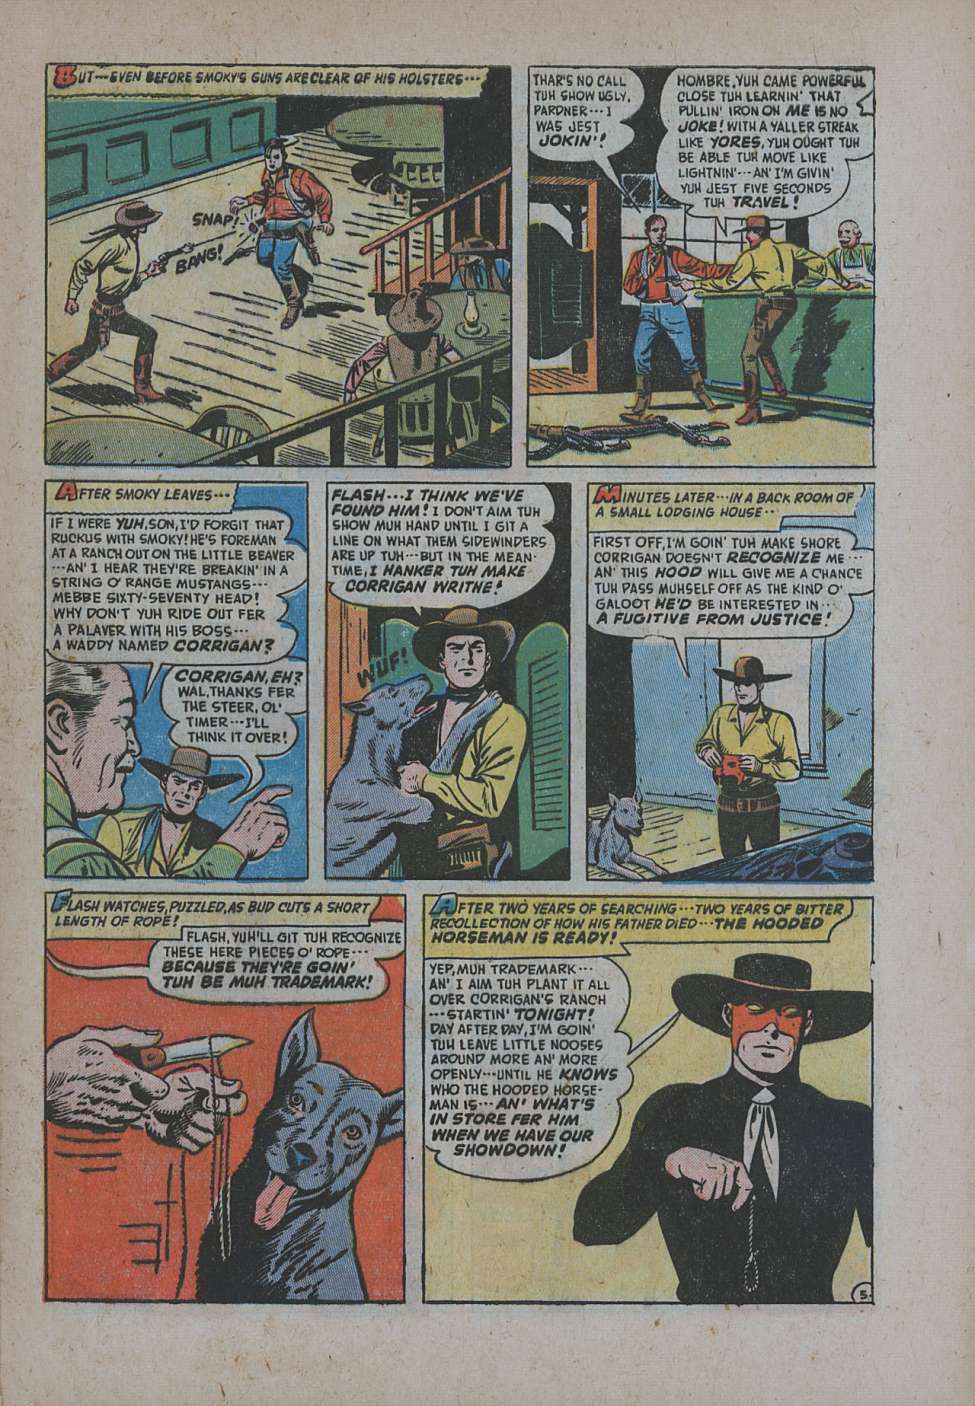 BUT--EVEN BEFORE SMOKY'S GUNS ARE CLEAR OF HIS HOLSTERS---
SNAP!
BANG!
THAR'S NO CALL
TUH SHOW UGLY,
PARDNER---I
WAS JEST
JOKIN'!
HOMBRE, YUH CAME POWERFUL
CLOSE TUH LEARNIN' THAT
PULLIN' IRON ON ME IS NO
JOKE! WITH A YALLER STREAK
LIKE YORES, YUH OUGHT TUH
BE ABLE TUH MOVE LIKE
LIGHTNIN'---AN' I'M GIVIN'
YUH JEST FIVE SECONDS
TUH TRAVEL!
AFTER SMOKY LEAVES---
IF I WERE YUH, SON, I'D FORGIT THAT
RUCKUS WITH SMOKY! HE'S FOREMAN
AT A RANCH OUT ON THE LITTLE BEAVER
---AN' I HEAR THEY'RE BREAKIN' IN A
STRING O' RANGE MUSTANGS---
MEBBE SIXTY-SEVENTY HEAD!
WHY DON'T YUH RIDE OUT FER
A PALAVER WITH HIS BOSS---
A WADDY NAMED CORRIGAN?
CORRIGAN, EH?
WAL, THANKS FER
THE STEER, OL'
TIMER---I'LL
THINK IT OVER!
FLASH---I THINK WE'VE
FOUND HIM! I DON'T AIM TUH
SHOW MUH HAND UNTIL I GIT A
LINE ON WHAT THEM SIDEWINDERS
ARE UP TUH---BUT IN THE MEAN-
TIME, I HANKER TUH MAKE
CORRIGAN WRITHE!
WUF!
MINUTES LATER---IN A BACK ROOM OF
A SMALL LODGING HOUSE--
FIRST OFF, I'M GOIN' TUH MAKE SHORE
CORRIGAN DOESN'T RECOGNIZE ME---
AN' THIS HOOD WILL GIVE ME A CHANCE
TUH PASS MUHSELF OFF AS THE KIND O'
GALOOT HE'D BE INTERESTED IN--
A FUGITIVE FROM JUSTICE!
FLASH WATCHES, PUZZLED, AS BUD CUTS A SHORT
LENGTH OF ROPE!
FLASH, YUH'LL GIT TUH RECOGNIZE
THESE HERE PIECES O' ROPE---
BECAUSE THEY'RE GOIN'
TUH BE MUH TRADEMARK!
AFTER TWO YEARS OF SEARCHING---TWO YEARS OF BITTER
RECOLLECTION OF HOW HIS FATHER DIED---THE HOODED
HORSEMAN IS READY!
YEP, MUH TRADEMARK---
AN' I AIM TUH PLANT IT ALL
OVER CORRIGAN'S RANCH
---STARTIN' TONIGHT!
DAY AFTER DAY, I'M GOIN'
TUH LEAVE LITTLE NOOSES
AROUND MORE AN' MORE
OPENLY---UNTIL HE KNOWS
WHO THE HOODED HORSE-
MAN IS---AN' WHAT'S
IN STORE FER HIM
WHEN WE HAVE OUR
SHOWDOWN!
5.